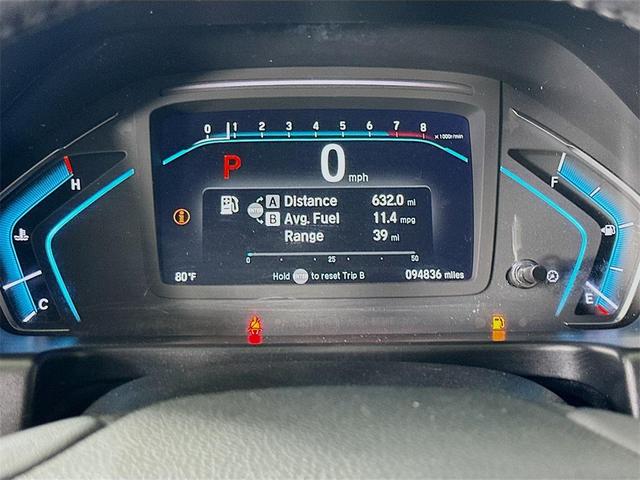 0 1 2 3 4 5 6 7 8 x1000r/min
P 0 mph
H
F
A Distance 632.0 mi
B Avg. Fuel 11.4 mpg
Range 39 mi
0 25 50
C
E
80°F Hold ENTER to reset Trip B 094836 miles